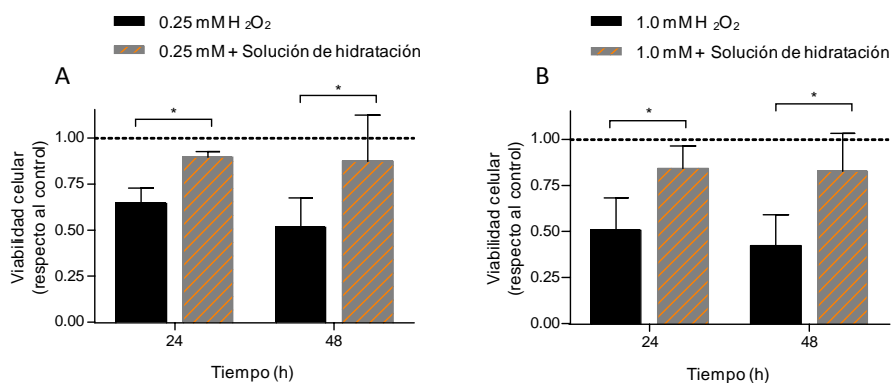 0.25 mM H ₂O₂
0.25 mM + Solución de hidratación
A
*
*
1.00
0.75
0.50
0.25
0.00
Viabilidad celular
(respecto al control)
24
48
Tiempo (h)
1.0 mM H ₂O₂
1.0 mM + Solución de hidratación
B
*
*
1.00
0.75
0.50
0.25
0.00
Viabilidad celular
(respecto al control)
24
48
Tiempo (h)